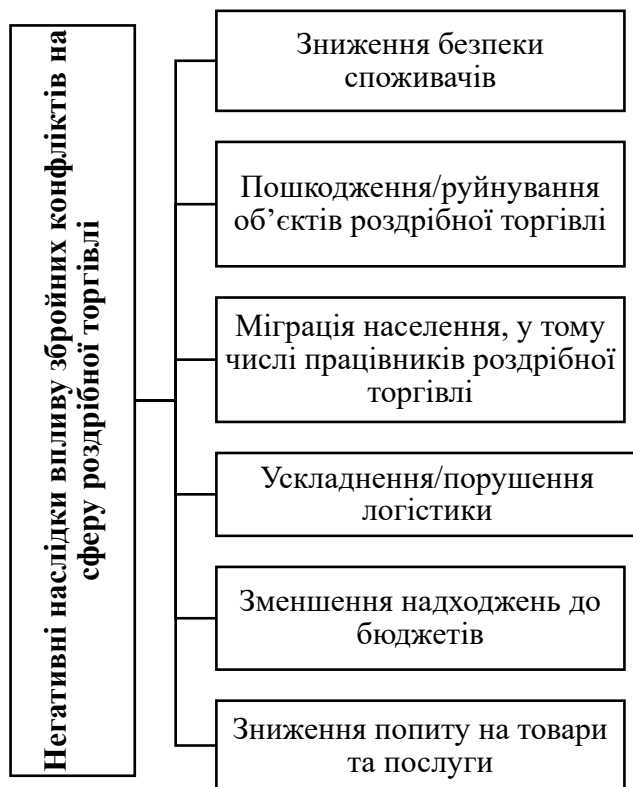 Негативні наслідки впливу збройних конфліктів на
сферу роздрібної торгівлі
Зниження безпеки
споживачів
Пошкодження/руйнування
об’єктів роздрібної торгівлі
Міграція населення, у тому
числі працівників роздрібної
торгівлі
Ускладнення/порушення
логістики
Зменшення надходжень до
бюджетів
Зниження попиту на товари
та послуги